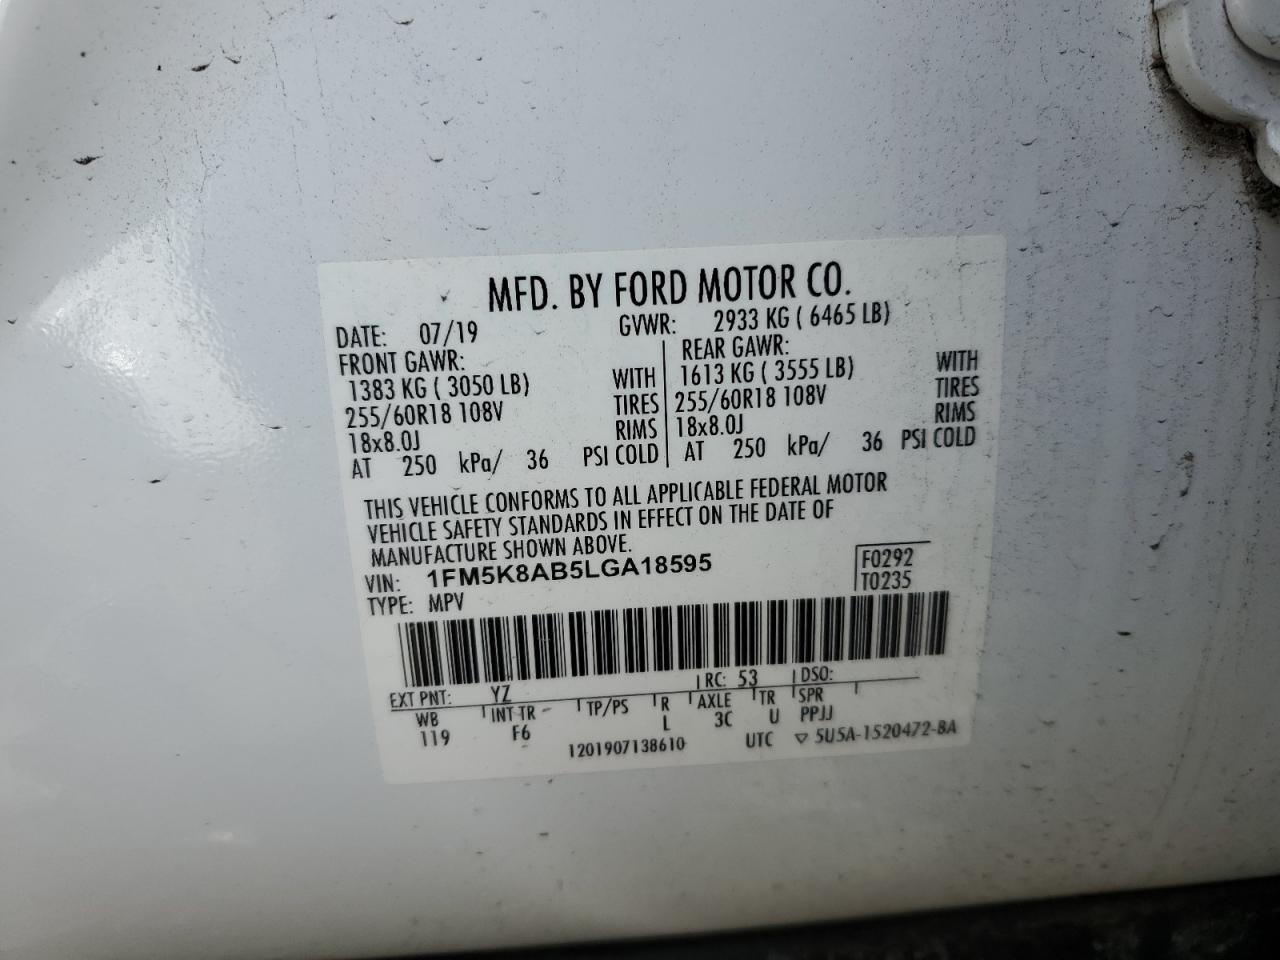 MFD. BY FORD MOTOR CO.
DATE: 07/19 GVWR: 2933 KG ( 6465 LB)
FRONT GAWR: REAR GAWR:
1383 KG ( 3050 LB) WITH 1613 KG ( 3555 LB) WITH
255/60R18 108V TIRES 255/60R18 108V TIRES
18x8.0J RIMS 18x8.0J RIMS
AT 250 kPa/ 36 PSI COLD AT 250 kPa/ 36 PSI COLD
THIS VEHICLE CONFORMS TO ALL APPLICABLE FEDERAL MOTOR
VEHICLE SAFETY STANDARDS IN EFFECT ON THE DATE OF
MANUFACTURE SHOWN ABOVE.
VIN: 1FM5K8AB5LGA18595 F0292
TYPE: MPV T0235
EXT PNT: YZ RC: 53 DSO:
WB INT TR TP/PS R AXLE TR SPR
119 F6 L 3C U PPJJ
1201907138610 UTC ▽ 5U5A-1520472-BA